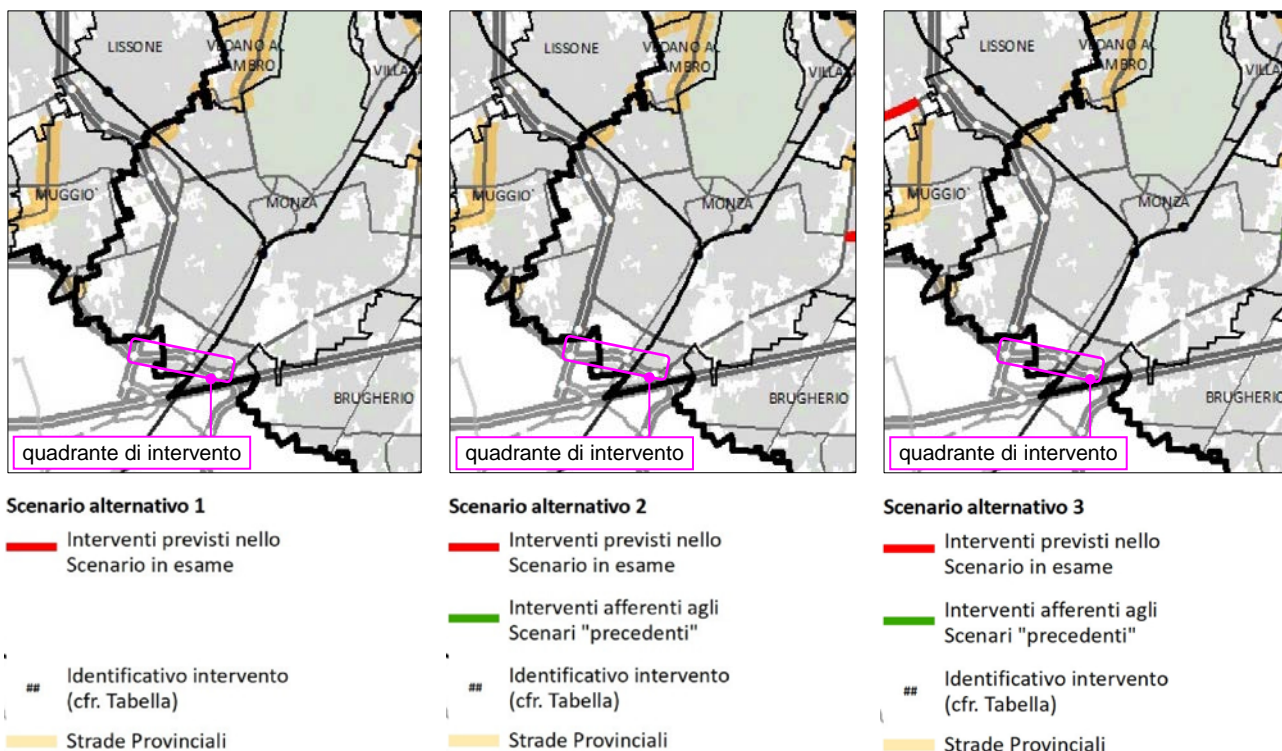 LISSONE
VEDANO AL
AMBRO
VILLA
MUGGIO'
MONZA
BRUGHERIO
quadrante di intervento
LISSONE
VEDANO AL
AMBRO
VILLA
MUGGIO'
MONZA
BRUGHERIO
quadrante di intervento
LISSONE
VEDANO AL
AMBRO
VILLA
MUGGIO'
MONZA
BRUGHERIO
quadrante di intervento
Scenario alternativo 1
Interventi previsti nello
Scenario in esame
## Identificativo intervento
(cfr. Tabella)
Strade Provinciali
Scenario alternativo 2
Interventi previsti nello
Scenario in esame
Interventi afferenti agli
Scenari "precedenti"
## Identificativo intervento
(cfr. Tabella)
Strade Provinciali
Scenario alternativo 3
Interventi previsti nello
Scenario in esame
Interventi afferenti agli
Scenari "precedenti"
## Identificativo intervento
(cfr. Tabella)
Strade Provinciali